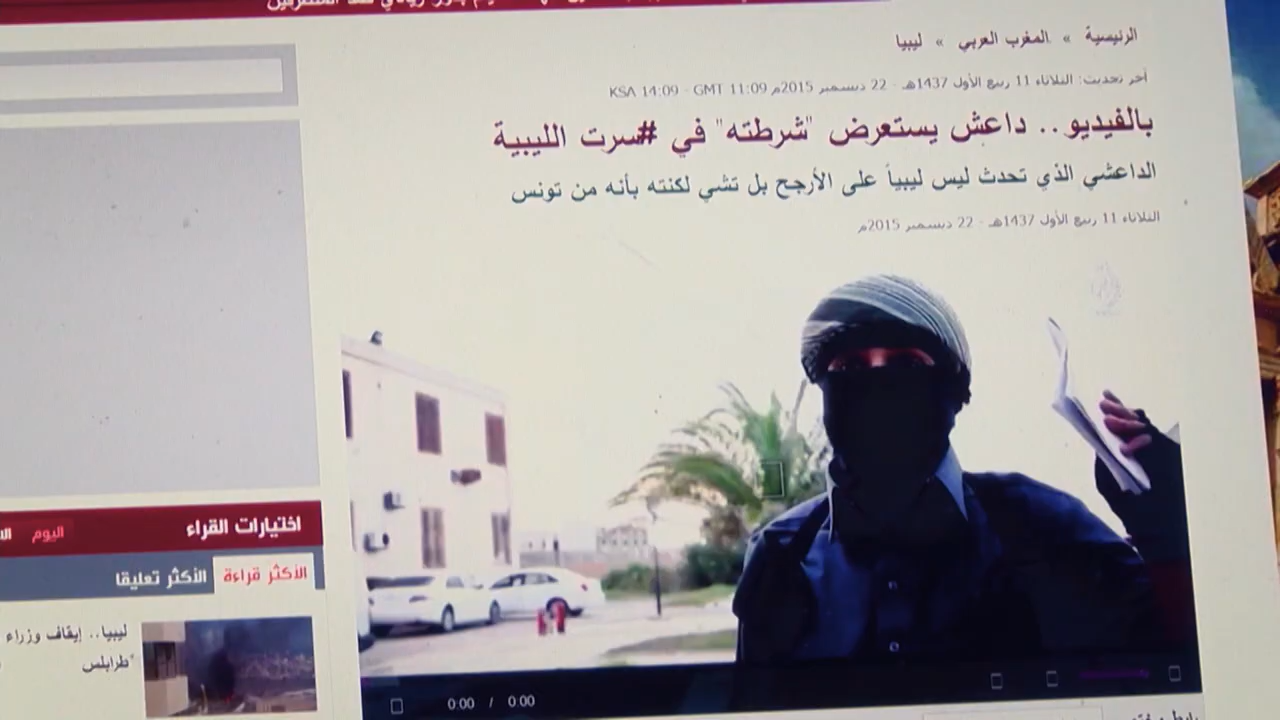 الرئيسية » المغرب العربي » ليبيا
آخر تحديث: الثلاثاء 11 ربيع الأول 1437هـ - 22 ديسمبر 2015م KSA 14:09 - GMT 11:09
بالفيديو.. داعش يستعرض "شرطته" في #سرت الليبية
الداعشي الذي تحدث ليس ليبياً على الأرجح بل تشي لكنته بأنه من تونس
الثلاثاء 11 ربيع الأول 1437هـ - 22 ديسمبر 2015م
0:00 / 0:00
اختيارات القراء
اليوم
الأكثر قراءة
الأكثر تعليقا
ليبيا.. إيقاف وزراء
طرابلس